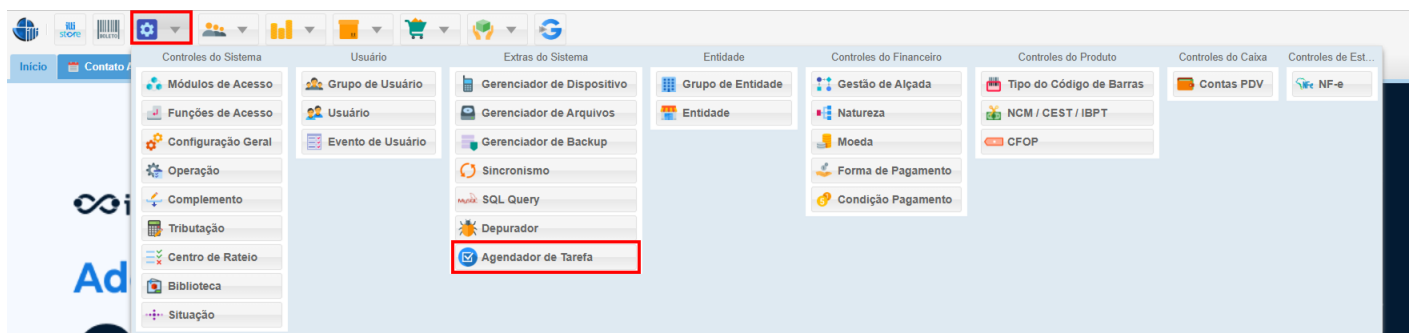 illi
illi
store
BOLETO
Início
Contato A
Controles do Sistema
Módulos de Acesso
Funções de Acesso
Configuração Geral
Operação
Complemento
Tributação
Centro de Rateio
Biblioteca
Situação
Usuário
Grupo de Usuário
Usuário
Evento de Usuário
Extras do Sistema
Gerenciador de Dispositivo
Gerenciador de Arquivos
Gerenciador de Backup
Sincronismo
SQL Query
Depurador
Agendador de Tarefa
Entidade
Grupo de Entidade
Entidade
Controles do Financeiro
Gestão de Alçada
Natureza
Moeda
Forma de Pagamento
Condição Pagamento
Controles do Produto
Tipo do Código de Barras
NCM / CEST / IBPT
CFOP
Controles do Caixa
Contas PDV
Controles de Est...
NF-e
i
Ad